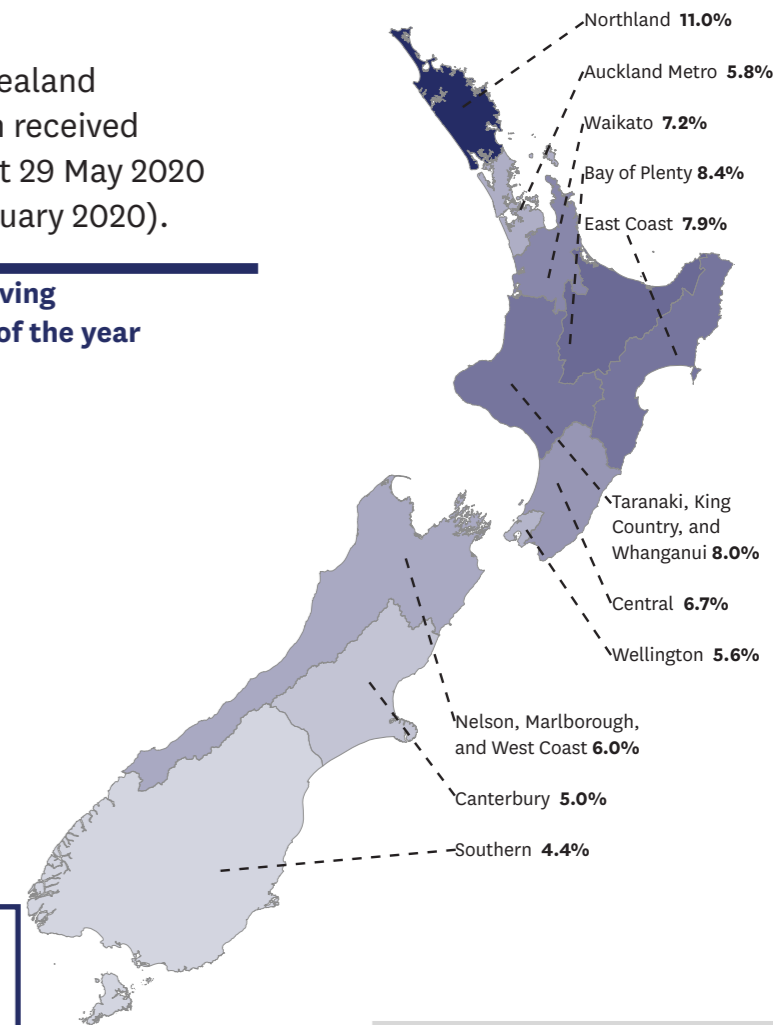 ealand
received
t 29 May 2020
uary 2020).
ving
of the year
Northland 11.0%
Auckland Metro 5.8%
Waikato 7.2%
Bay of Plenty 8.4%
East Coast 7.9%
Taranaki, King
Country, and
Whanganui 8.0%
Central 6.7%
Wellington 5.6%
Nelson, Marlborough,
and West Coast 6.0%
Canterbury 5.0%
Southern 4.4%